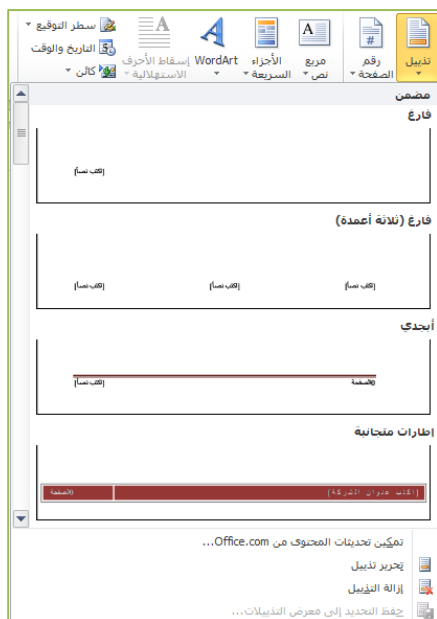 تذييل
رقم الصفحة
مربع نص
الأجزاء السريعة
WordArt
إسقاط الأحرف الاستهلالية
سطر التوقيع
التاريخ والوقت
كائن
مضمن
فارغ
[اكتب نصاً]
فارغ (ثلاثة أعمدة)
[اكتب نصاً] [اكتب نصاً] [اكتب نصاً]
أبجدي
0الصفحة [اكتب نصاً]
إطارات متجانبة
[اكتب عنوان الشركة] 0الصفحة
تمكين تحديثات المحتوى من Office.com...
تحرير تذييل
إزالة التذييل
حفظ التحديد إلى معرض التذييلات...